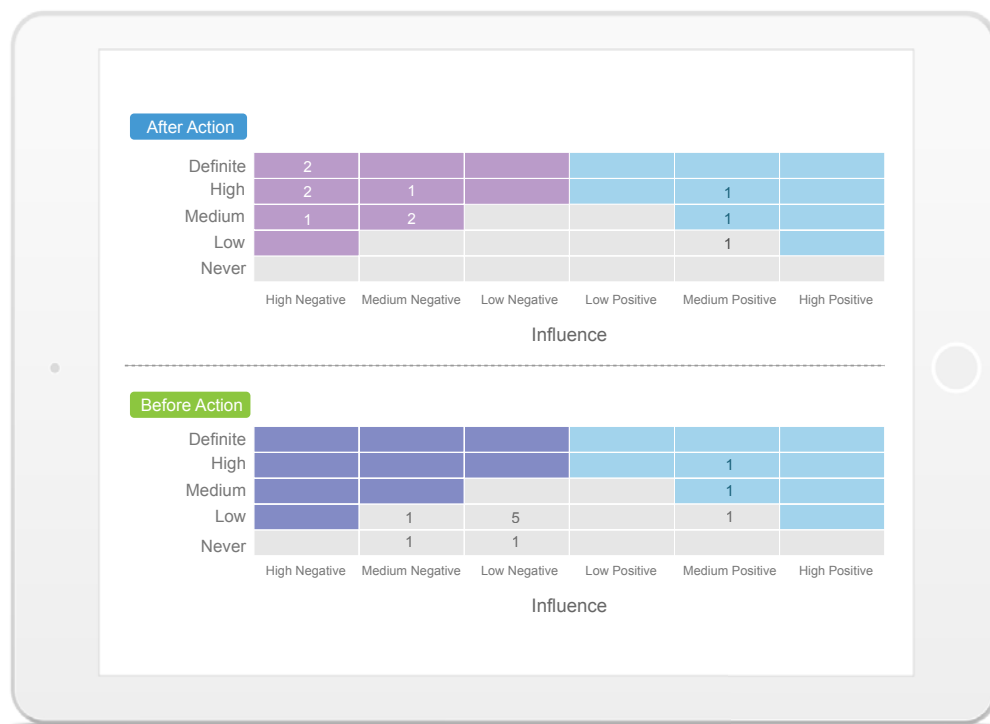 After Action
Definite 2
High 2 1 1
Medium 1 2 1
Low 1
Never
High Negative Medium Negative Low Negative Low Positive Medium Positive High Positive
Influence
Before Action
Definite
High 1
Medium 1
Low 1 5 1
Never 1 1
High Negative Medium Negative Low Negative Low Positive Medium Positive High Positive
Influence